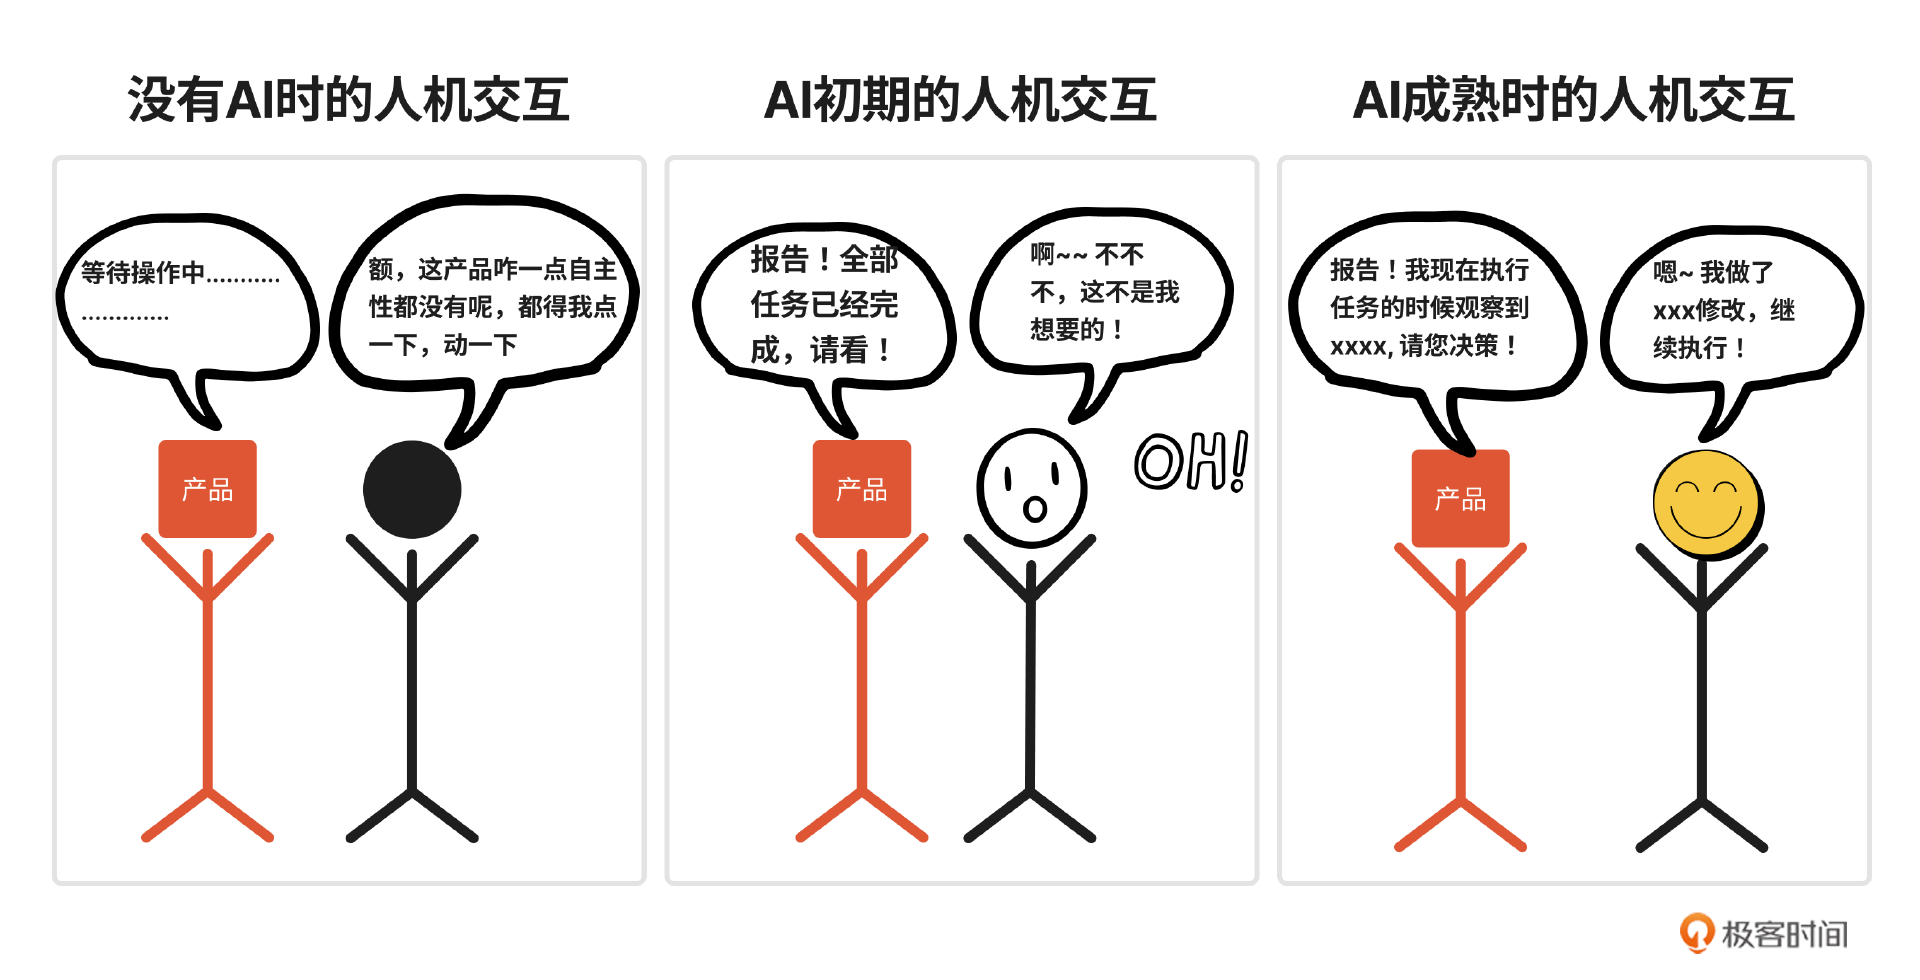 没有AI时的人机交互
等待操作中...........
.............
额，这产品咋一点自主
性都没有呢，都得我点
一下，动一下
产品
AI初期的人机交互
报告！全部
任务已经完
成，请看！
啊~~ 不不
不，这不是我
想要的！
OH!
产品
AI成熟时的人机交互
报告！我现在执行
任务的时候观察到
xxxx, 请您决策！
嗯~ 我做了
xxx修改，继
续执行！
产品
极客时间